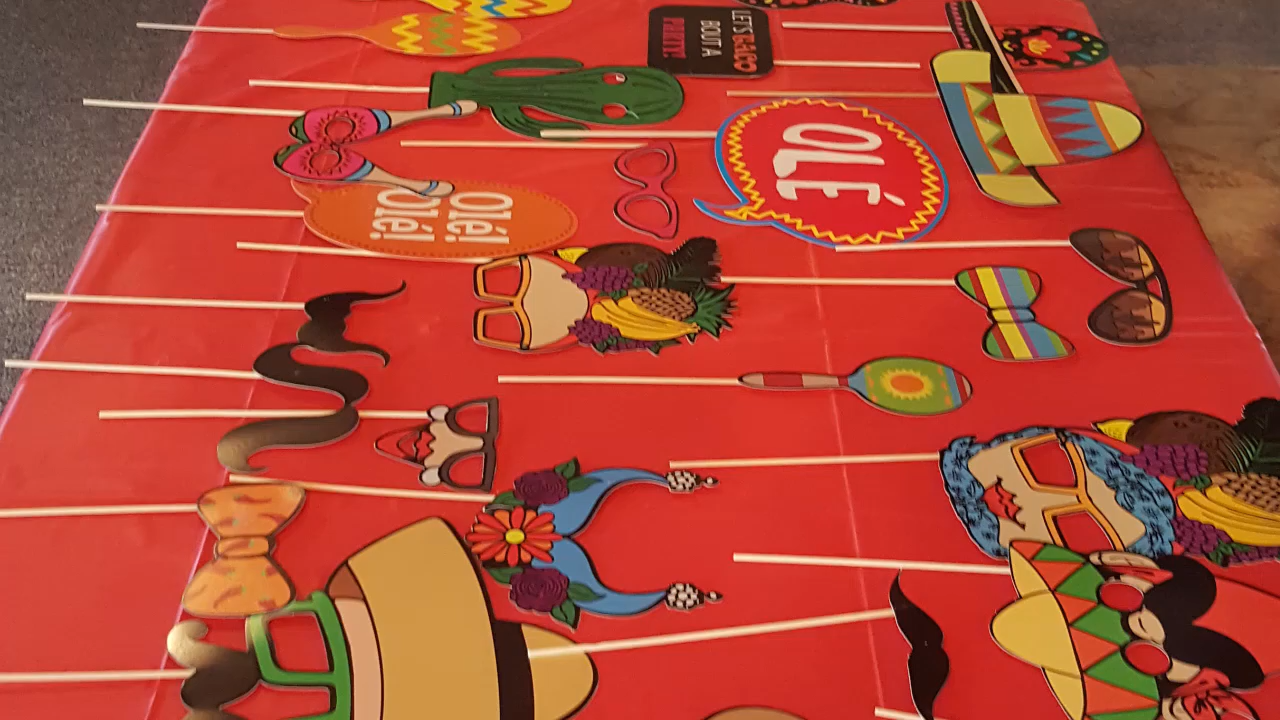 LET'S TACO
BOUT A
PARTY!
OLÉ
Olé!
Olé!